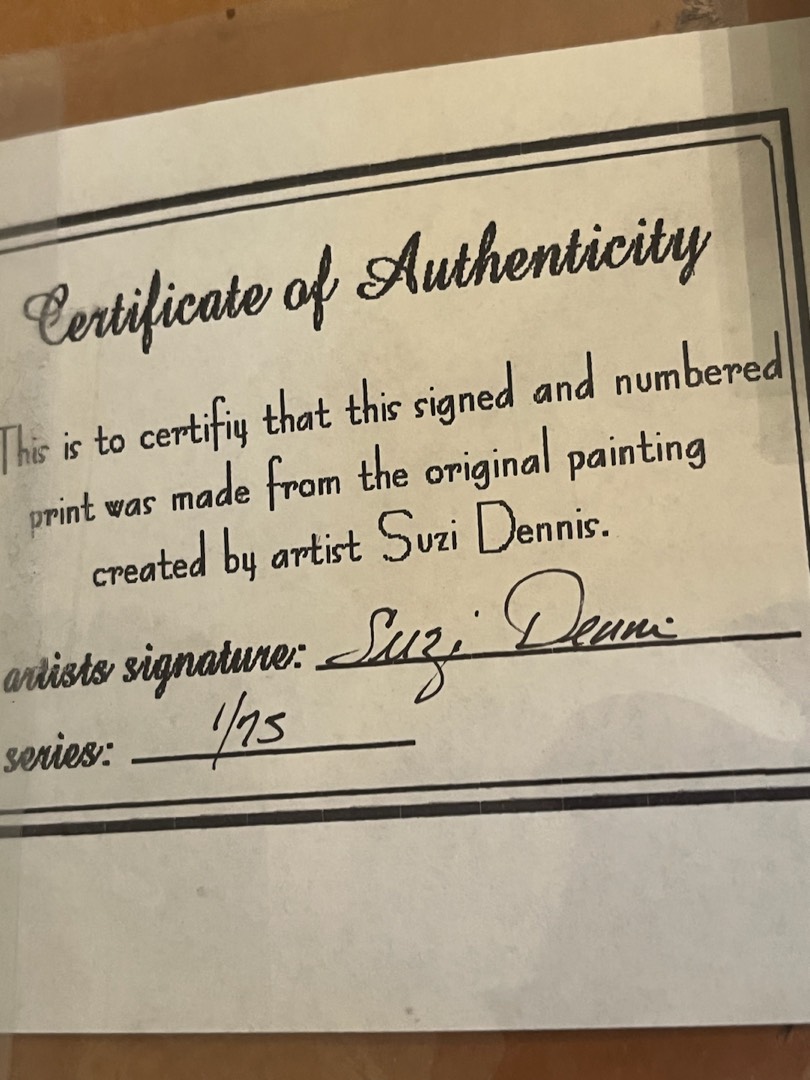 Certificate of Authenticity
This is to certifiy that this signed and numbered
print was made from the original painting
created by artist Suzi Dennis.
artists signature: Suzi Dennis
series: 1/75